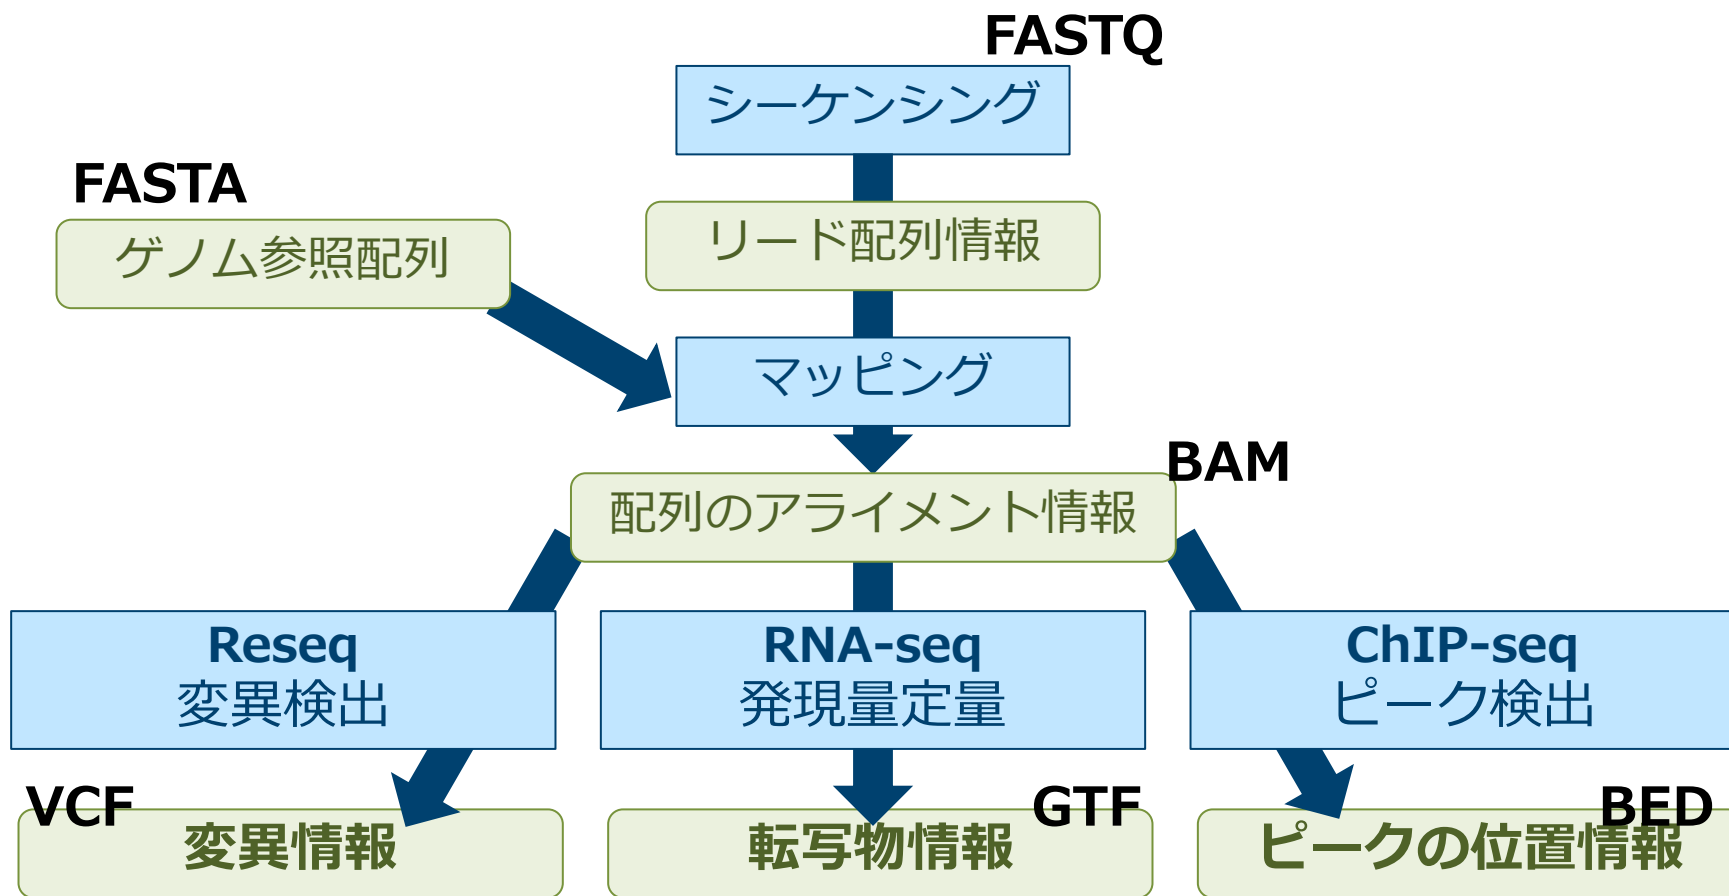 FASTQ
シーケンシング
FASTA
ゲノム参照配列
リード配列情報
マッピング
BAM
配列のアライメント情報
Reseq
変異検出
RNA-seq
発現量定量
ChIP-seq
ピーク検出
VCF
変異情報
GTF
転写物情報
BED
ピークの位置情報